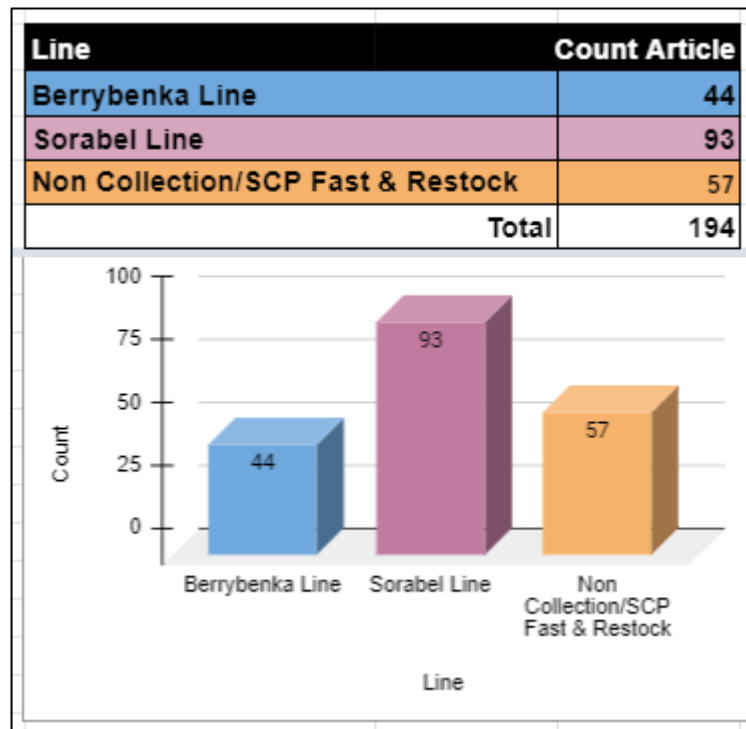 Line Count Article
Berrybenka Line 44
Sorabel Line 93
Non Collection/SCP Fast & Restock 57
Total 194
100
75
50
25
0
Count
44
93
57
Berrybenka Line
Sorabel Line
Non
Collection/SCP
Fast & Restock
Line